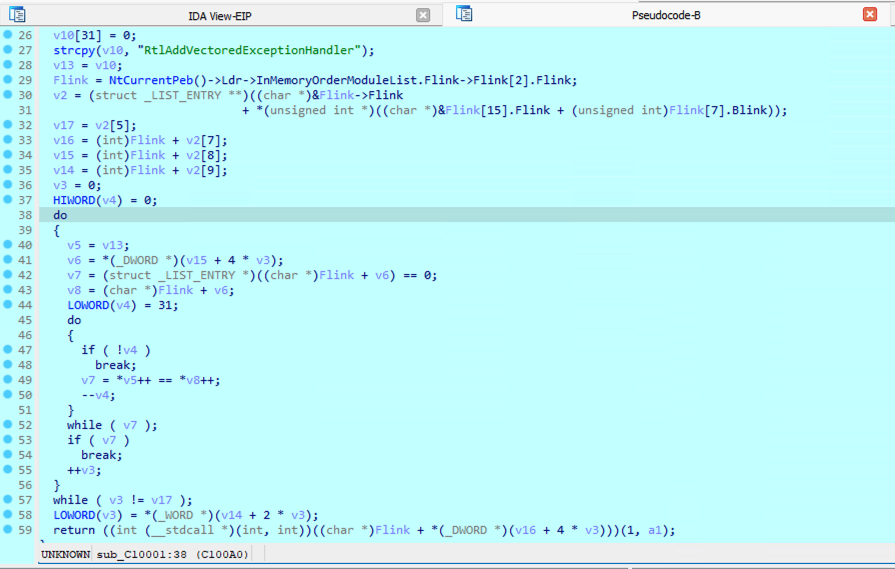 IDA View-EIP
Pseudocode-B
26 v10[31] = 0;
27 strcpy(v10, "RtlAddVectoredExceptionHandler");
28 v13 = v10;
29 Flink = NtCurrentPeb()->Ldr->InMemoryOrderModuleList.Flink->Flink[2].Flink;
30 v2 = (struct _LIST_ENTRY **)((char *)&Flink->Flink
31 + *(unsigned int *)((char *)&Flink[15].Flink + (unsigned int)Flink[7].Blink));
32 v17 = v2[5];
33 v16 = (int)Flink + v2[7];
34 v15 = (int)Flink + v2[8];
35 v14 = (int)Flink + v2[9];
36 v3 = 0;
37 HIWORD(v4) = 0;
38 do
39 {
40 v5 = v13;
41 v6 = *(_DWORD *)(v15 + 4 * v3);
42 v7 = (struct _LIST_ENTRY *)((char *)Flink + v6) == 0;
43 v8 = (char *)Flink + v6;
44 LOWORD(v4) = 31;
45 do
46 {
47 if ( !v4 )
48 break;
49 v7 = *v5++ == *v8++;
50 --v4;
51 }
52 while ( v7 );
53 if ( v7 )
54 break;
55 ++v3;
56 }
57 while ( v3 != v17 );
58 LOWORD(v3) = *(_WORD *)(v14 + 2 * v3);
59 return ((int (__stdcall *)(int, int))((char *)Flink + *(_DWORD *)(v16 + 4 * v3)))(1, a1);
UNKNOWN sub_C10001:38 (C100A0)